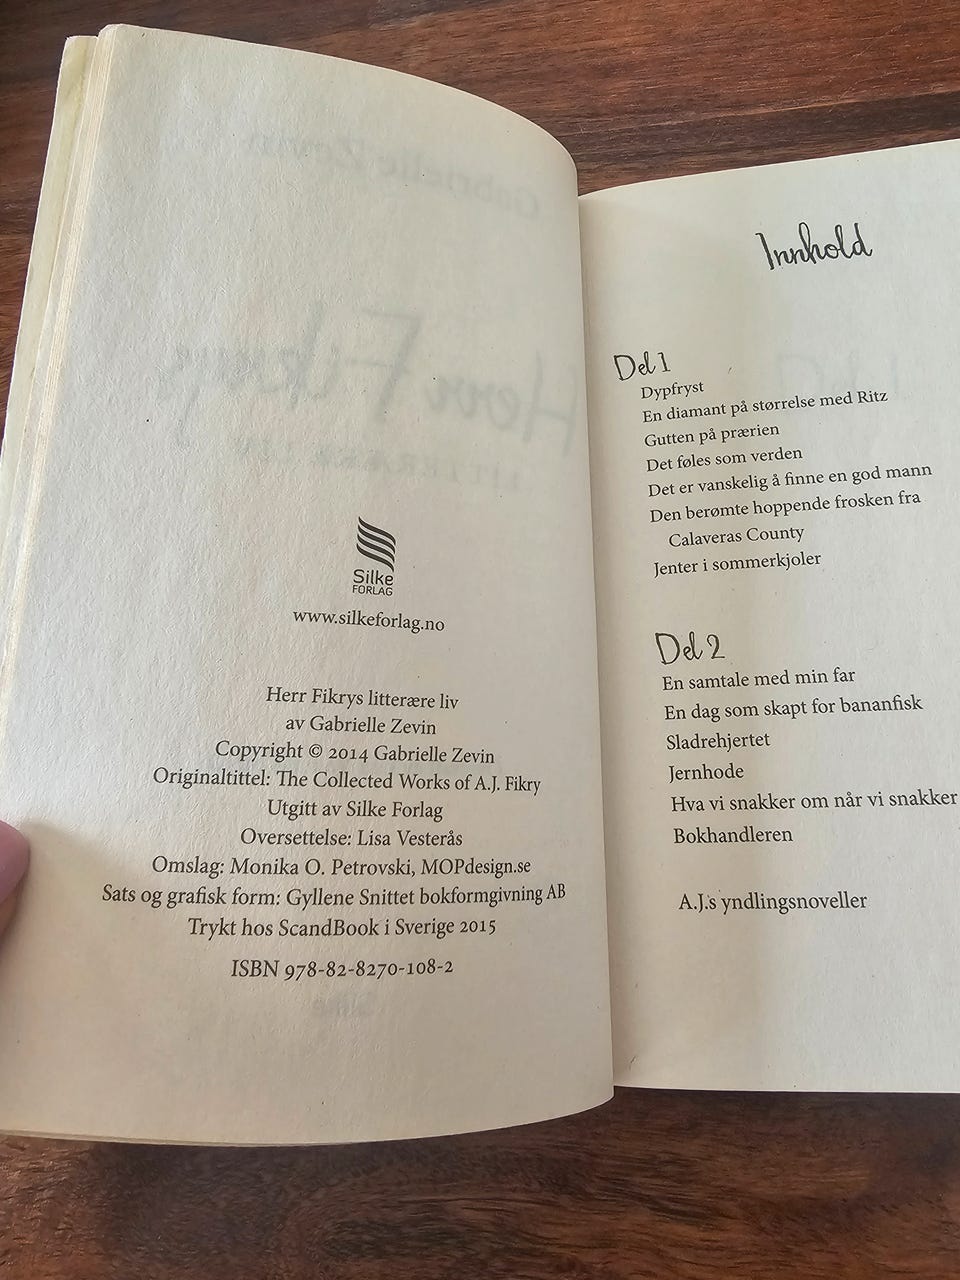 Silke
FORLAG
www.silkeforlag.no
Herr Fikrys litterære liv
av Gabrielle Zevin
Copyright © 2014 Gabrielle Zevin
Originaltittel: The Collected Works of A.J. Fikry
Utgitt av Silke Forlag
Oversettelse: Lisa Vesterås
Omslag: Monika O. Petrovski, MOPdesign.se
Sats og grafisk form: Gyllene Snittet bokformgivning AB
Trykt hos ScandBook i Sverige 2015
ISBN 978-82-8270-108-2
Innhold
Del 1
Dypfryst
En diamant på størrelse med Ritz
Gutten på prærien
Det føles som verden
Det er vanskelig å finne en god mann
Den berømte hoppende frosken fra
Calaveras County
Jenter i sommerkjoler
Del 2
En samtale med min far
En dag som skapt for bananfisk
Sladrehjertet
Jernhode
Hva vi snakker om når vi snakker
Bokhandleren
A.J.s yndlingsnoveller